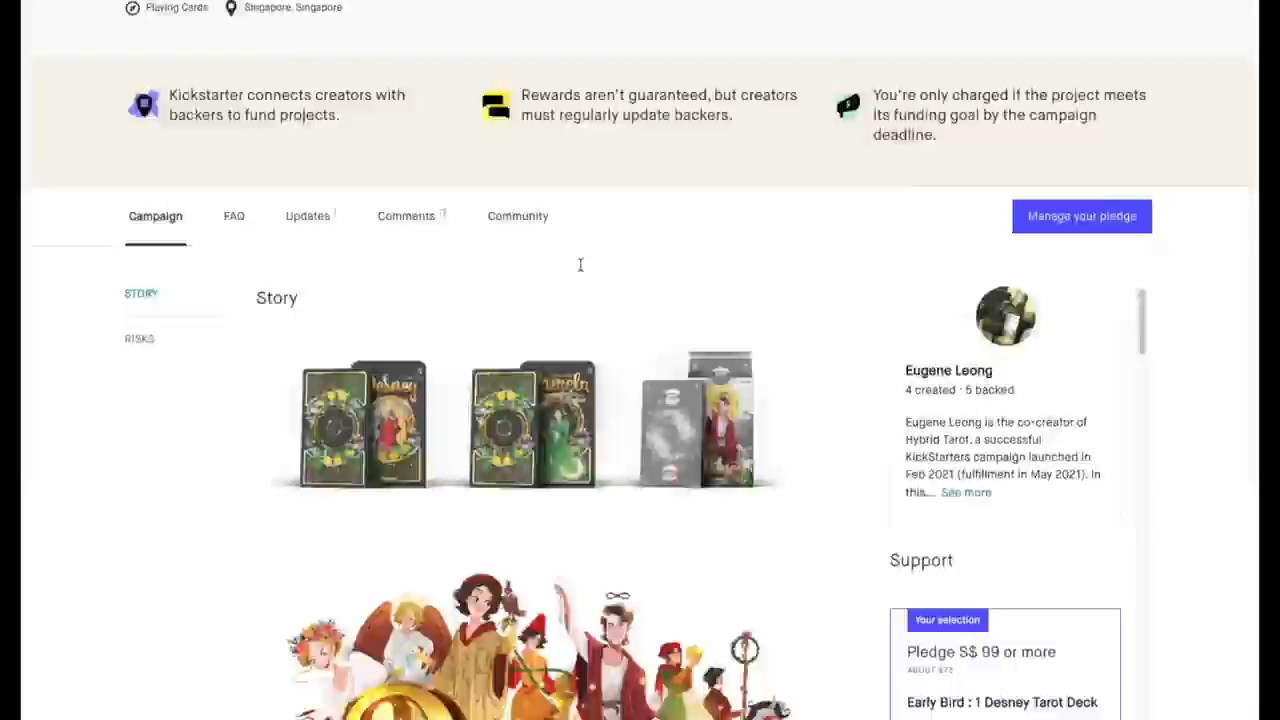 Playing Cards
Singapore, Singapore
Kickstarter connects creators with
backers to fund projects.
Rewards aren't guaranteed, but creators
must regularly update backers.
You're only charged if the project meets
its funding goal by the campaign
deadline.
Campaign
FAQ
Updates
Comments
Community
Manage your pledge
STORY
RISKS
Story
Eugene Leong
4 created · 5 backed
Eugene Leong is the co-creator of
Hybrid Tarot, a successful
KickStarters campaign launched in
Feb 2021 (fulfillment in May 2021). In
this.... See more
Support
Your selection
Pledge S$ 99 or more
ABOUT $73
Early Bird : 1 Desney Tarot Deck